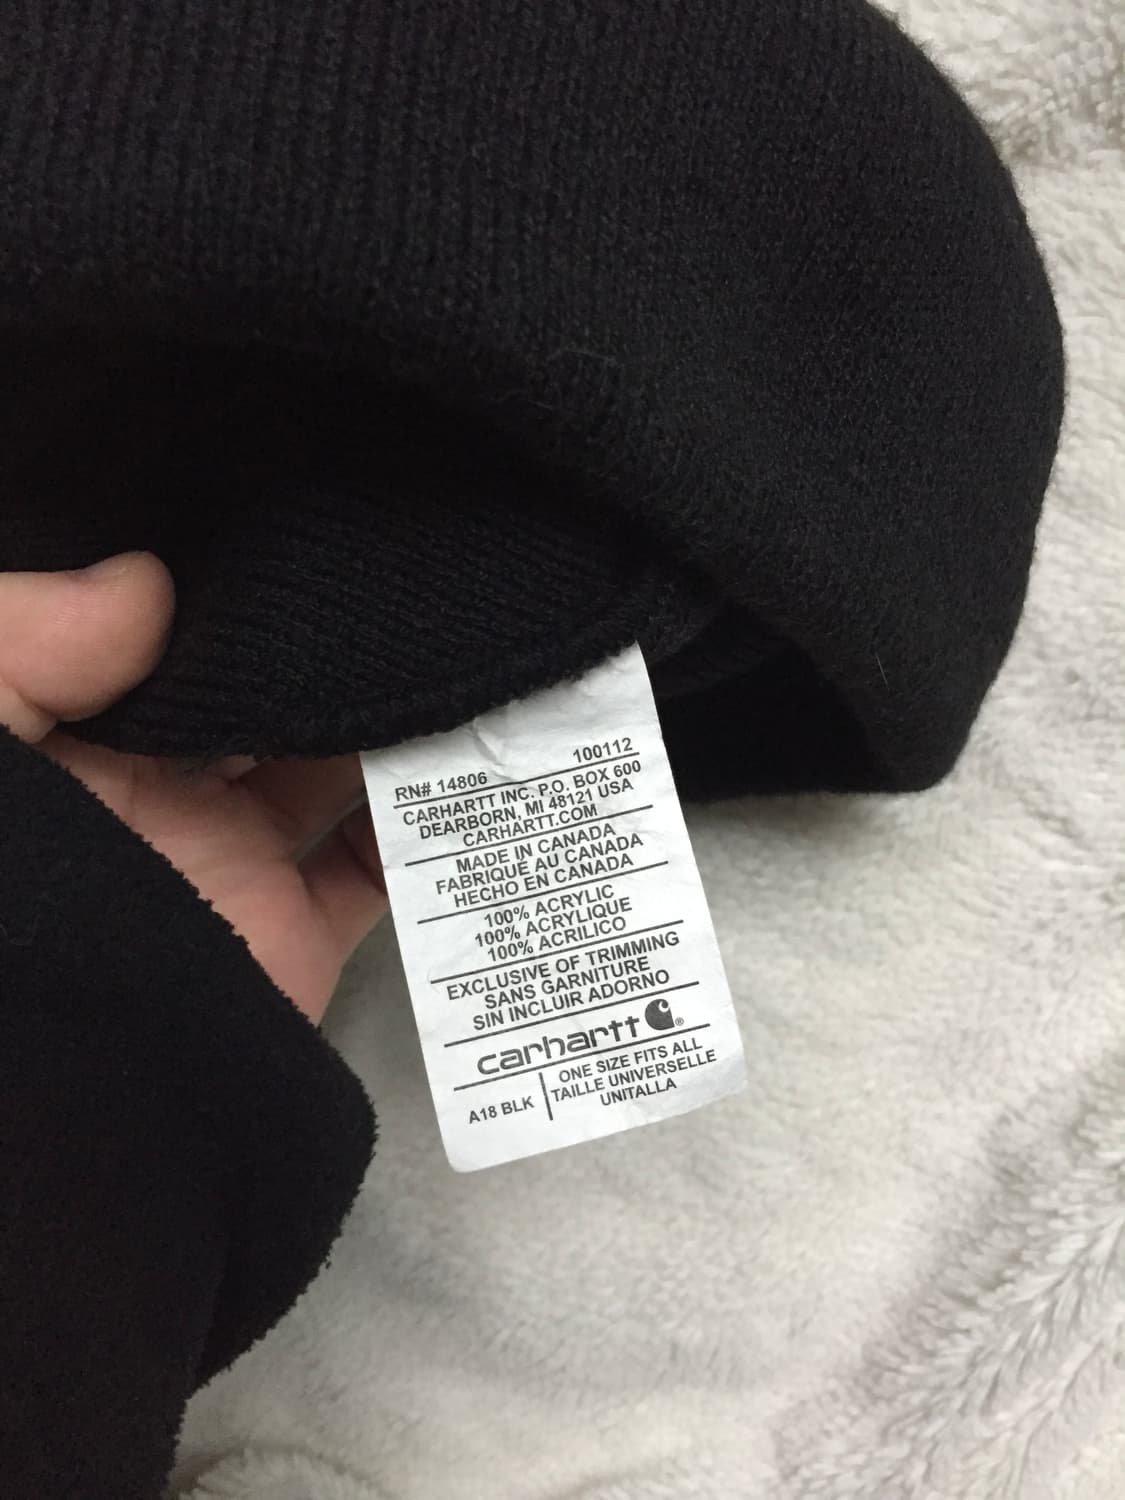 RN# 14806 100112
CARHARTT INC. P.O. BOX 600
DEARBORN, MI 48121 USA
CARHARTT.COM
MADE IN CANADA
FABRIQUÉ AU CANADA
HECHO EN CANADA
100% ACRYLIC
100% ACRYLIQUE
100% ACRILICO
EXCLUSIVE OF TRIMMING
SANS GARNITURE
SIN INCLUIR ADORNO
carhartt ®
A18 BLK
ONE SIZE FITS ALL
TAILLE UNIVERSELLE
UNITALLA